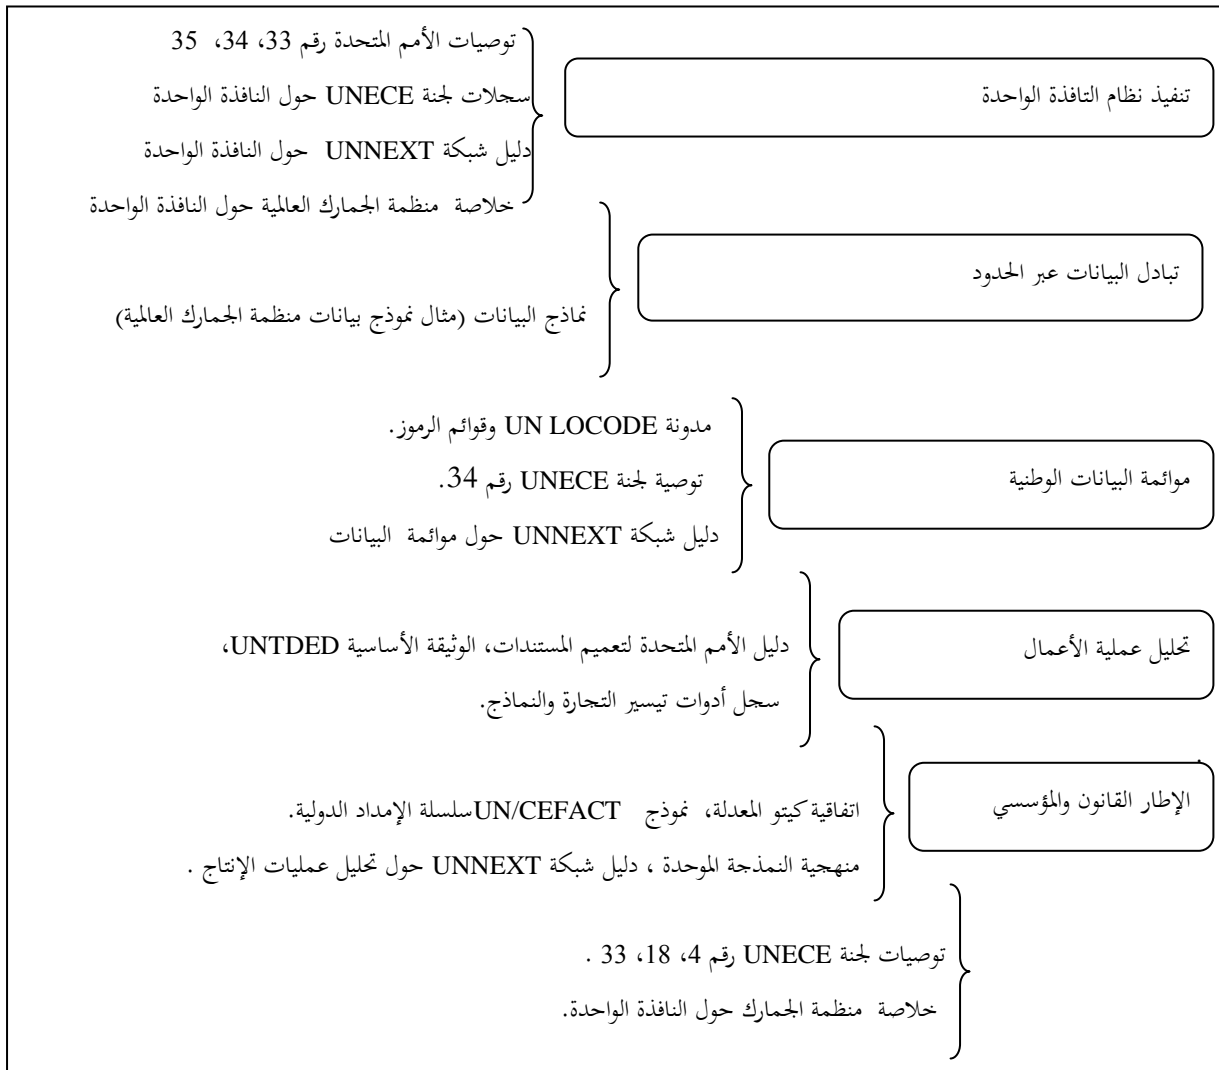 توصيات الأمم المتحدة رقم 33، 34، 35
تنفيذ نظام التافذة الواحدة
سجلات لجنة UNECE حول النافذة الواحدة
دليل شبكة UNNEXT حول النافذة الواحدة
خلاصة منظمة الجمارك العالمية حول النافذة الواحدة
تبادل البيانات عبر الحدود
نماذج البيانات (مثال نموذج بيانات منظمة الجمارك العالمية)
مدونة UN LOCODE وقوائم الرموز.
موائمة البيانات الوطنية
توصية لجنة UNECE رقم 34.
دليل شبكة UNNEXT حول موائمة البيانات
تحليل عملية الأعمال
دليل الأمم المتحدة لتعميم المستندات، الوثيقة الأساسية UNTDED،
سجل أدوات تيسير التجارة والنماذج.
الإطار القانون والمؤسسي
اتفاقية كيتو المعدلة، نموذج UN/CEFACTسلسلة الإمداد الدولية.
منهجية النمذجة الموحدة ، دليل شبكة UNNEXT حول تحليل عمليات الإنتاج .
توصيات لجنة UNECE رقم 4، 18، 33 .
خلاصة منظمة الجمارك حول النافذة الواحدة.